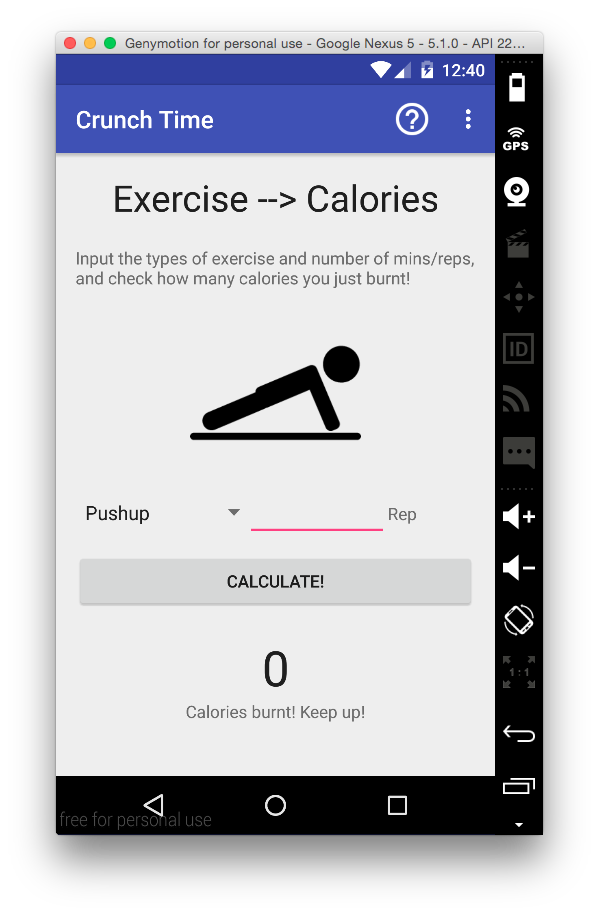 Genymotion for personal use - Google Nexus 5 - 5.1.0 - API 22...
12:40
Crunch Time
GPS
Exercise --> Calories
Input the types of exercise and number of mins/reps,
and check how many calories you just burnt!
ID
Pushup
Rep
CALCULATE!
1:1
0
Calories burnt! Keep up!
free for personal use